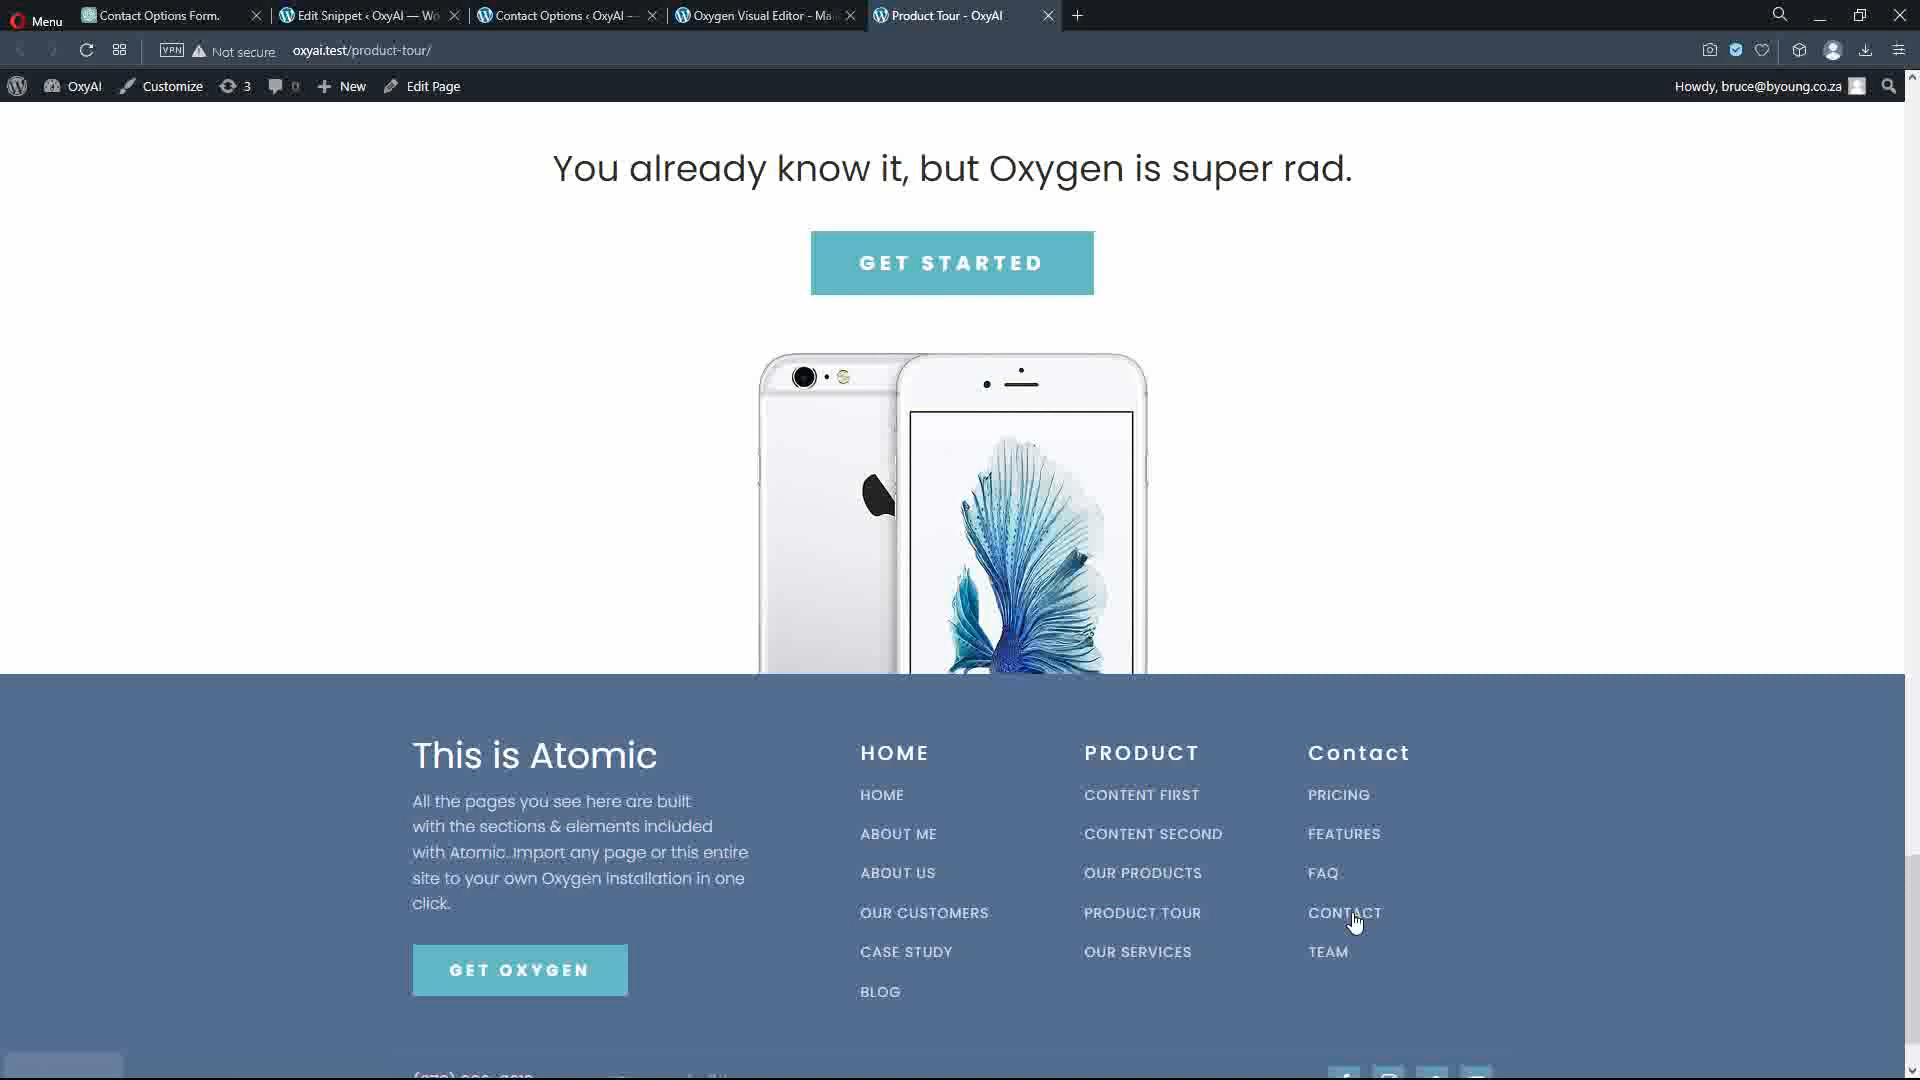 Menu
Contact Options Form.
Edit Snippet ‹ OxyAI — Wo
Contact Options ‹ OxyAI —
Oxygen Visual Editor - Ma
Product Tour - OxyAI
VPN
Not secure
oxyai.test/product-tour/
OxyAI
Customize
3
0
New
Edit Page
Howdy, bruce@byoung.co.za
You already know it, but Oxygen is super rad.
GET STARTED
This is Atomic
All the pages you see here are built
with the sections & elements included
with Atomic. Import any page or this entire
site to your own Oxygen installation in one
click.
GET OXYGEN
HOME
HOME
ABOUT ME
ABOUT US
OUR CUSTOMERS
CASE STUDY
BLOG
PRODUCT
CONTENT FIRST
CONTENT SECOND
OUR PRODUCTS
PRODUCT TOUR
OUR SERVICES
Contact
PRICING
FEATURES
FAQ
CONTACT
TEAM